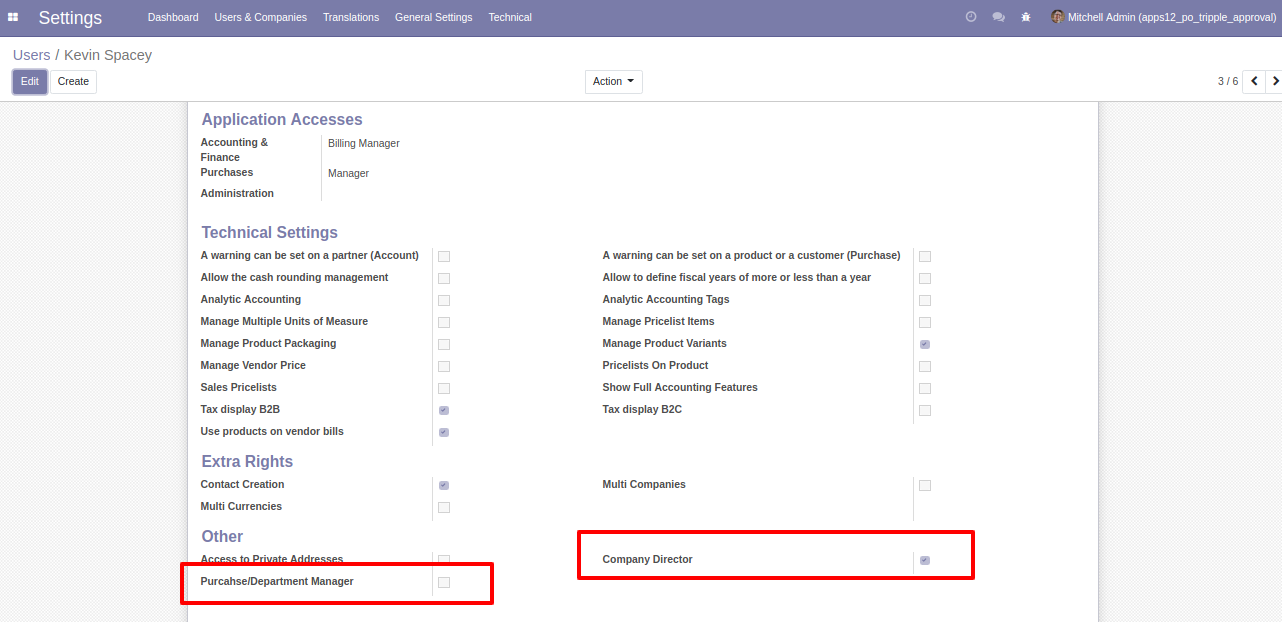 Settings Dashboard Users & Companies Translations General Settings Technical Mitchell Admin (apps12_po_tripple_approval)
Users / Kevin Spacey
Edit Create Action 3 / 6
Application Accesses
Accounting & Finance Billing Manager
Purchases Manager
Administration
Technical Settings
A warning can be set on a partner (Account) A warning can be set on a product or a customer (Purchase)
Allow the cash rounding management Allow to define fiscal years of more or less than a year
Analytic Accounting Analytic Accounting Tags
Manage Multiple Units of Measure Manage Pricelist Items
Manage Product Packaging Manage Product Variants
Manage Vendor Price Pricelists On Product
Sales Pricelists Show Full Accounting Features
Tax display B2B Tax display B2C
Use products on vendor bills
Extra Rights
Contact Creation Multi Companies
Multi Currencies
Other
Access to Private Addresses Company Director
Purcahse/Department Manager